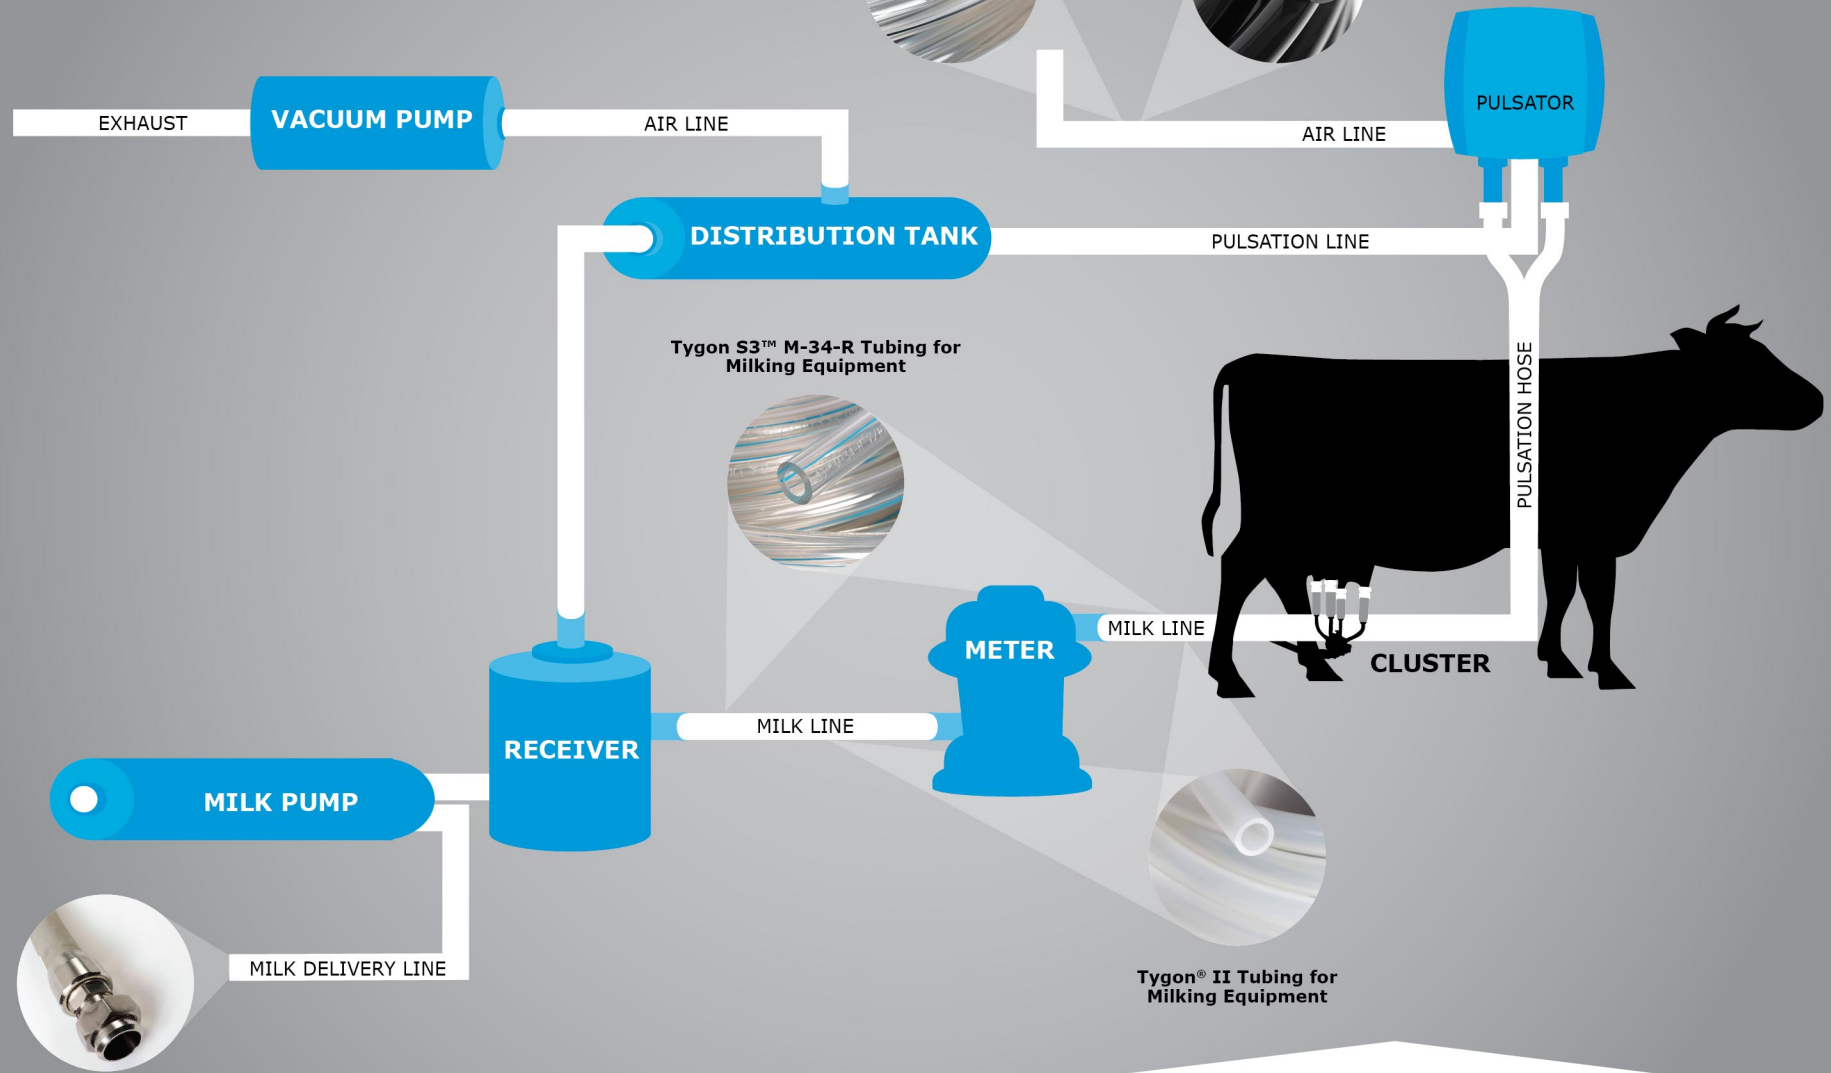 PULSATOR
EXHAUST
VACUUM PUMP
AIR LINE
AIR LINE
DISTRIBUTION TANK
PULSATION LINE
Tygon S3™ M-34-R Tubing for
Milking Equipment
PULSATION HOSE
METER
MILK LINE
CLUSTER
RECEIVER
MILK LINE
MILK PUMP
MILK DELIVERY LINE
Tygon® II Tubing for
Milking Equipment